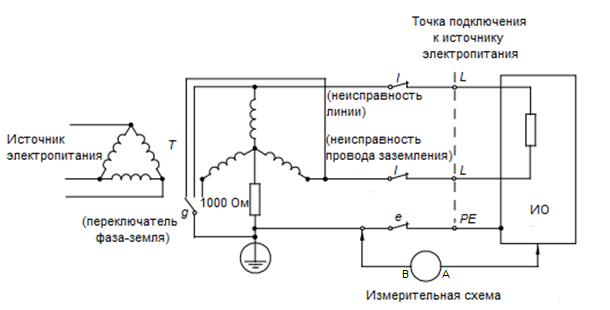 Точка подключения
к источнику
электропитания
l
L
(неисправность
линии)
Источник
электропитания
T
(неисправность
провода заземления)
l
L
1000 Ом
g
(переключатель
фаза-земля)
e
PE
ИО
B
A
Измерительная схема